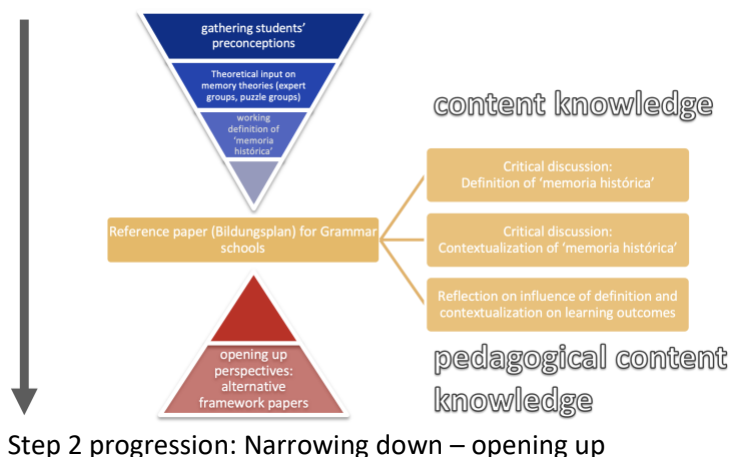 gathering students'
preconceptions
Theoretical input on
memory theories (expert
groups, puzzle groups)
working
definition of
'memoria
histórica'
content knowledge
Critical discussion:
Definition of 'memoria histórica'
Reference paper (Bildungsplan) for Grammar
schools
Critical discussion:
Contextualization of 'memoria histórica'
Reflection on influence of definition and
contextualization on learning outcomes
opening up
perspectives:
alternative
framework papers
pedagogical content
knowledge
Step 2 progression: Narrowing down – opening up